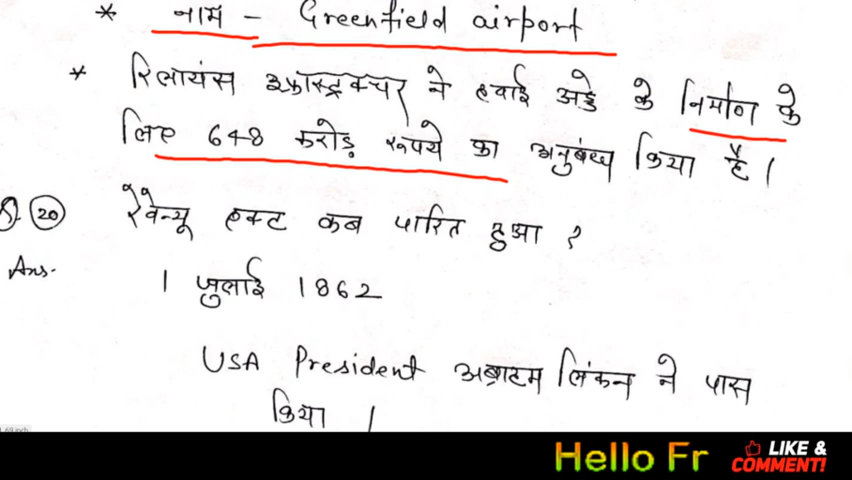 * नाम - Greenfield airport
* रिलायंस इंफ्रास्ट्रक्चर ने हवाई अड्डे के निर्माण के
लिए 648 करोड़ रूपये का अनुबंध किया है।
Q. 20 रेवेन्यू एक्ट कब पारित हुआ ?
Ans. 1 जुलाई 1862
USA President अब्राहम लिंकन ने पास
किया ।
Hello Fr
LIKE &
COMMENT!